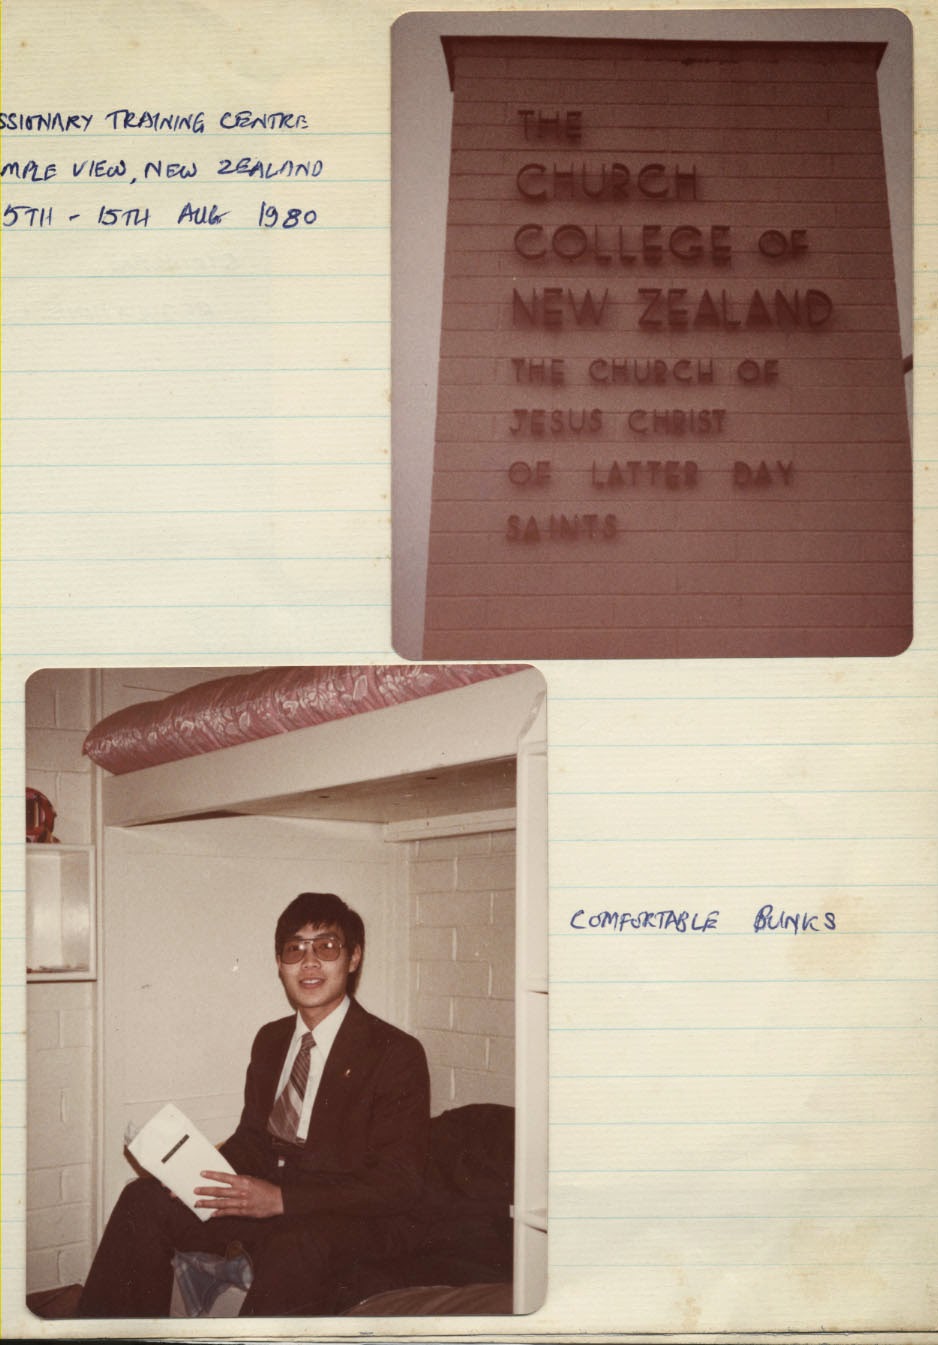 SSIONARY TRAINING CENTRE
MPLE VIEW, NEW ZEALAND
5TH - 15TH AUG 1980
THE
CHURCH
COLLEGE OF
NEW ZEALAND
THE CHURCH OF
JESUS CHRIST
OF LATTER DAY
SAINTS
COMFORTABLE BUNKS